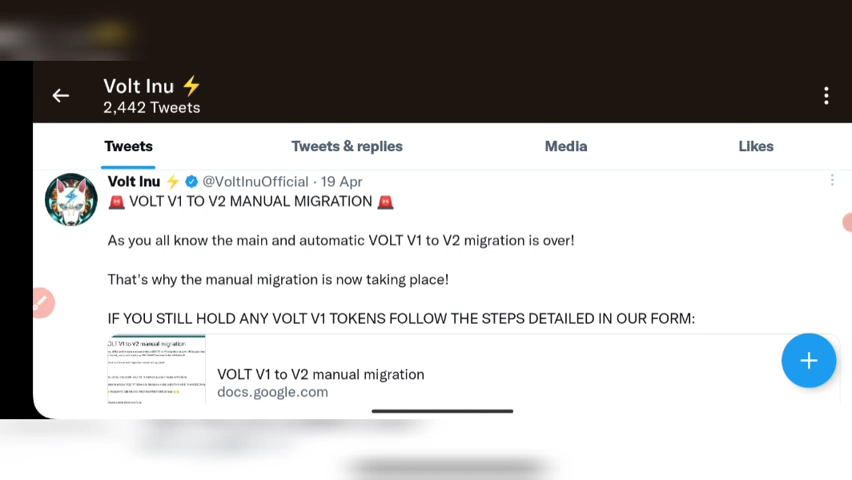 Volt Inu ⚡
2,442 Tweets
Tweets
Tweets & replies
Media
Likes
Volt Inu ⚡ @VoltInuOfficial · 19 Apr
🚨 VOLT V1 TO V2 MANUAL MIGRATION 🚨
As you all know the main and automatic VOLT V1 to V2 migration is over!
That's why the manual migration is now taking place!
IF YOU STILL HOLD ANY VOLT V1 TOKENS FOLLOW THE STEPS DETAILED IN OUR FORM:
VOLT V1 to V2 manual migration
docs.google.com